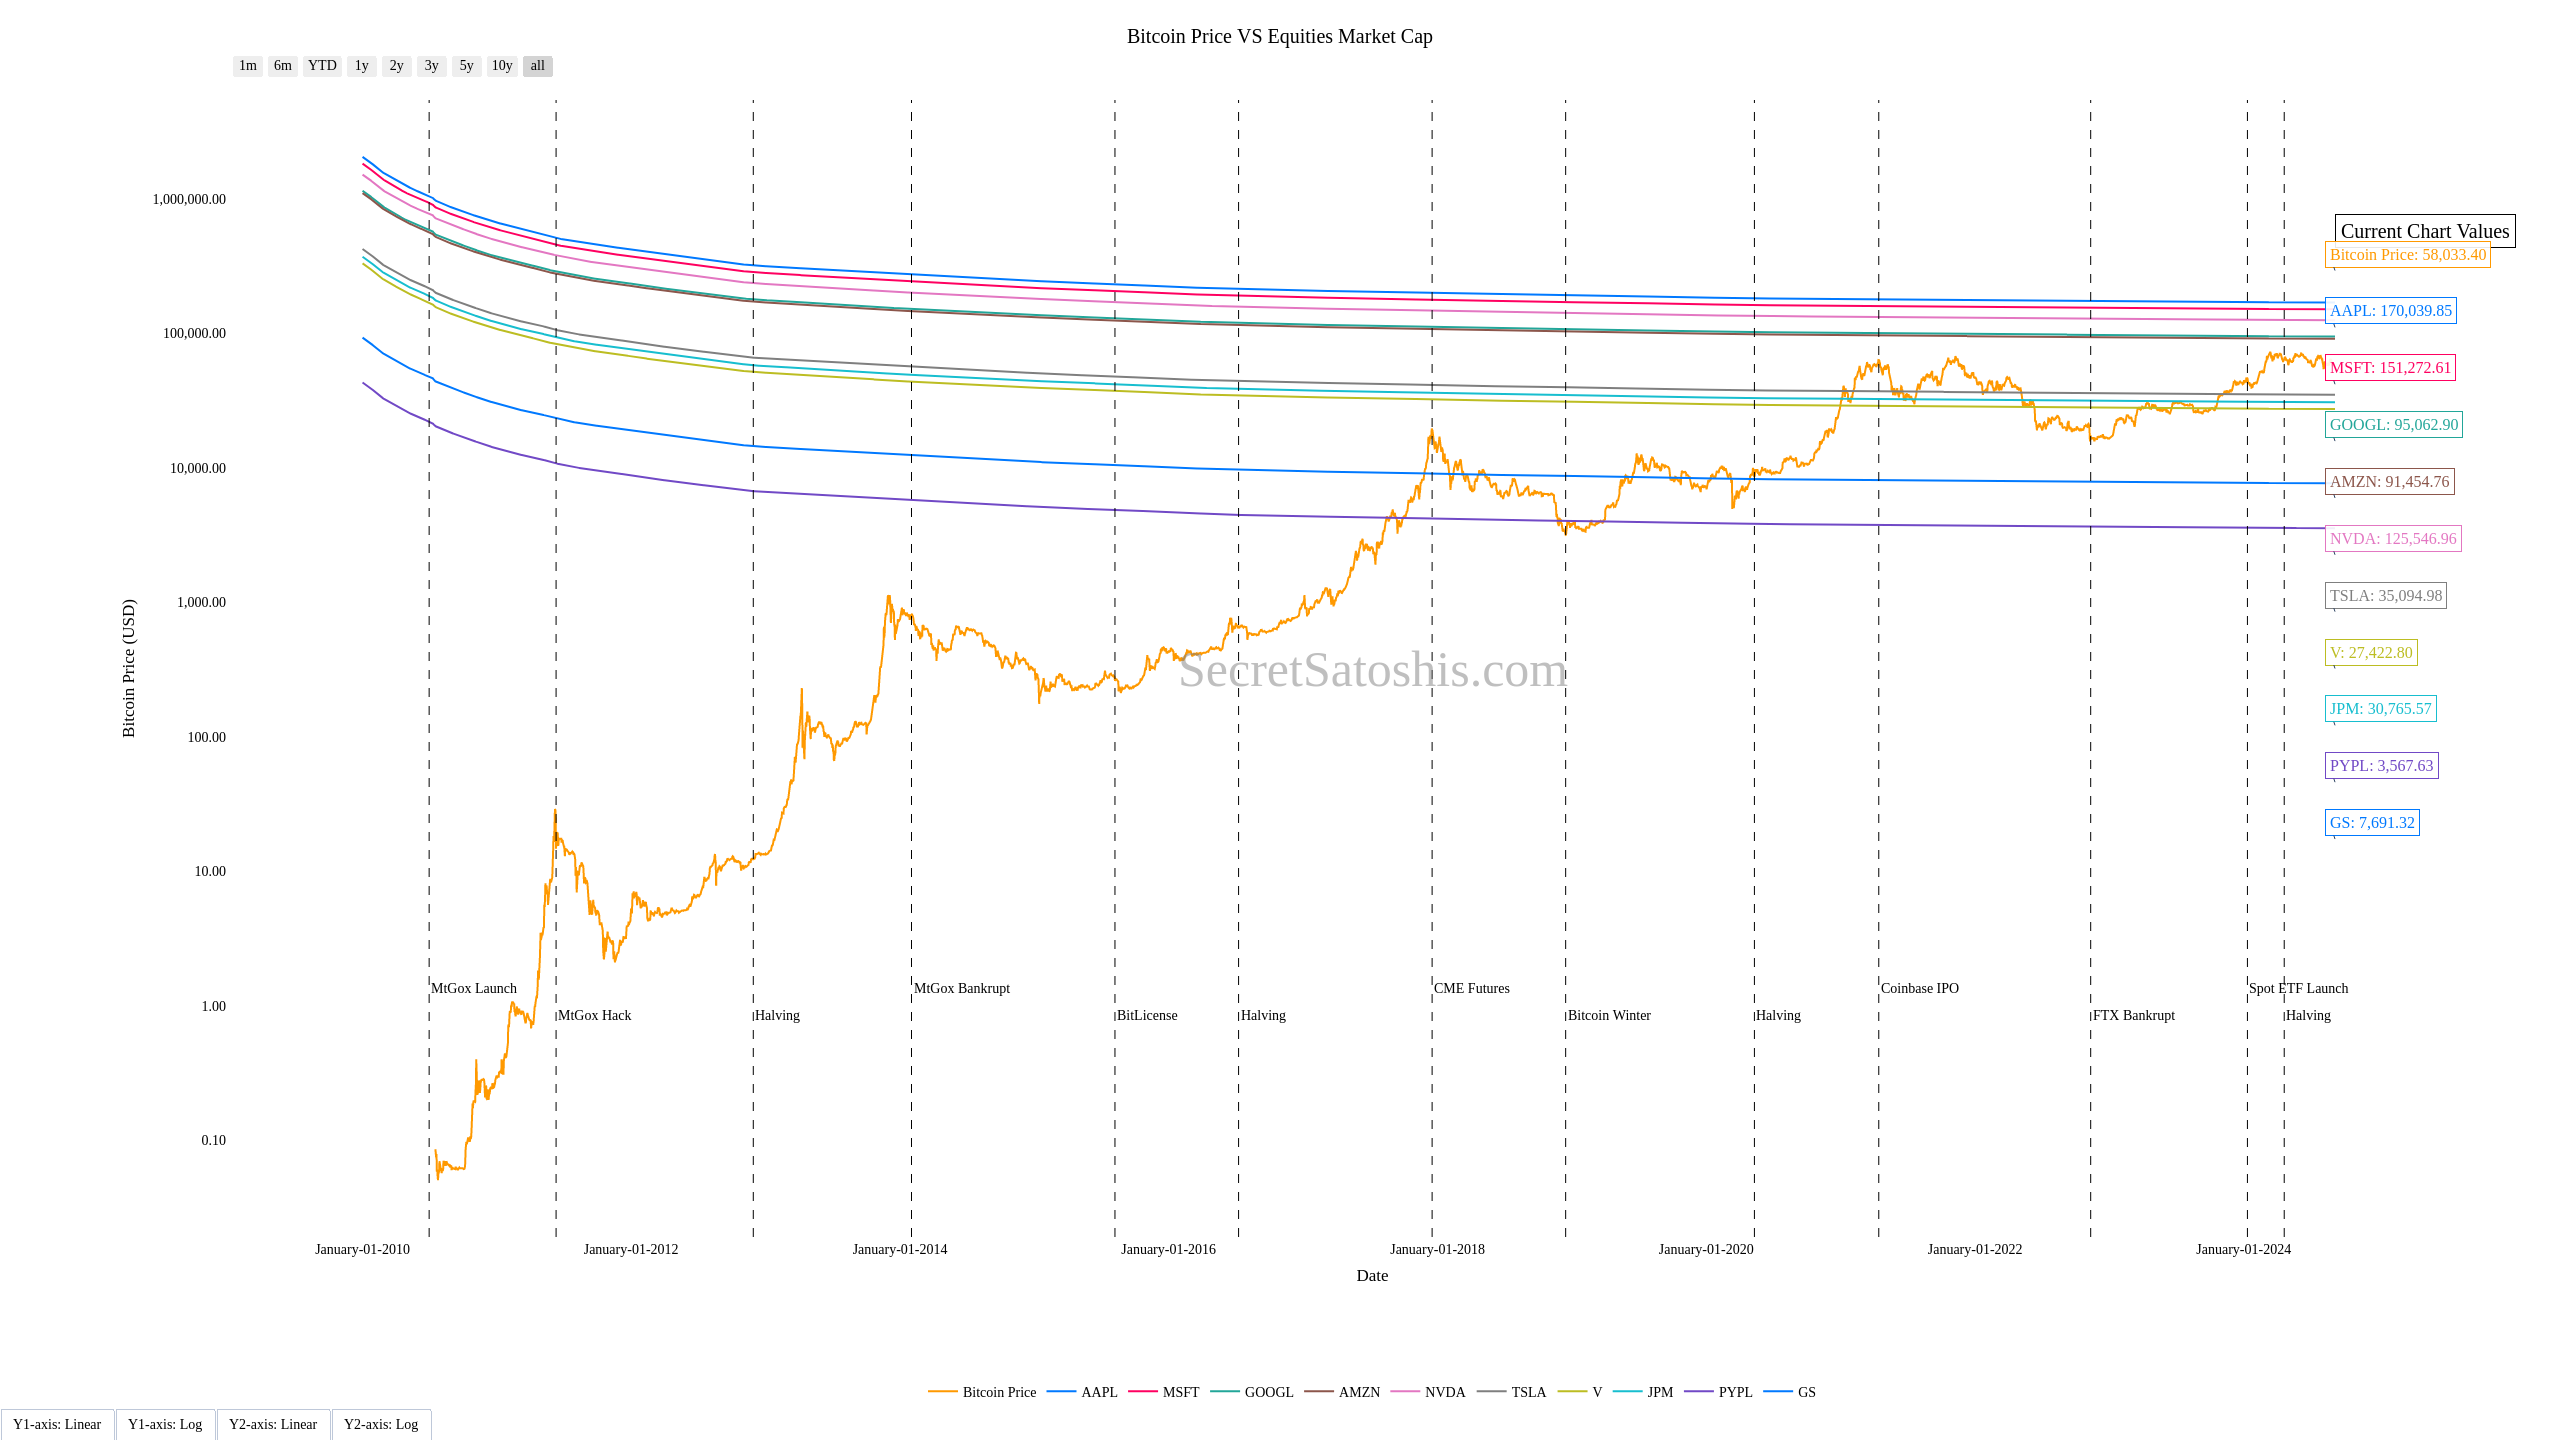 Bitcoin Price VS Equities Market Cap
1m 6m YTD 1y 2y 3y 5y 10y all
1,000,000.00
100,000.00
10,000.00
1,000.00
100.00
10.00
1.00
0.10
Bitcoin Price (USD)
Current Chart Values
Bitcoin Price: 58,033.40
AAPL: 170,039.85
MSFT: 151,272.61
GOOGL: 95,062.90
AMZN: 91,454.76
NVDA: 125,546.96
TSLA: 35,094.98
V: 27,422.80
JPM: 30,765.57
PYPL: 3,567.63
GS: 7,691.32
SecretSatoshis.com
MtGox Launch
MtGox Hack
Halving
MtGox Bankrupt
BitLicense
Halving
CME Futures
Bitcoin Winter
Halving
Coinbase IPO
FTX Bankrupt
Spot ETF Launch
Halving
January-01-2010 January-01-2012 January-01-2014 January-01-2016 January-01-2018 January-01-2020 January-01-2022 January-01-2024
Date
Bitcoin Price AAPL MSFT GOOGL AMZN NVDA TSLA V JPM PYPL GS
Y1-axis: Linear Y1-axis: Log Y2-axis: Linear Y2-axis: Log